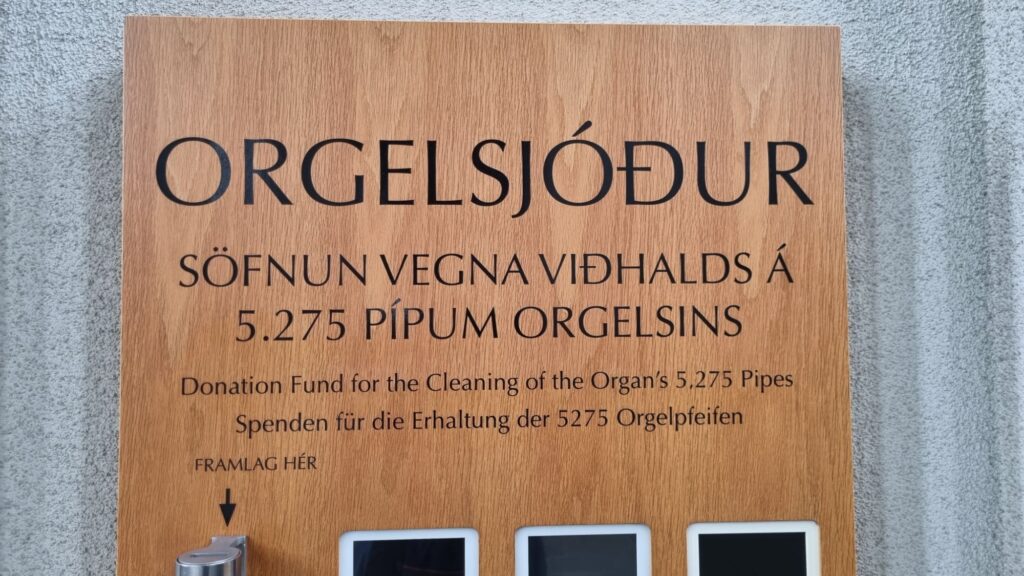 ORGELSJÓÐUR
SÖFNUN VEGNA VIÐHALDS Á
5.275 PÍPUM ORGELSINS
Donation Fund for the Cleaning of the Organ's 5,275 Pipes
Spenden für die Erhaltung der 5275 Orgelpfeifen
FRAMLAG HÉR